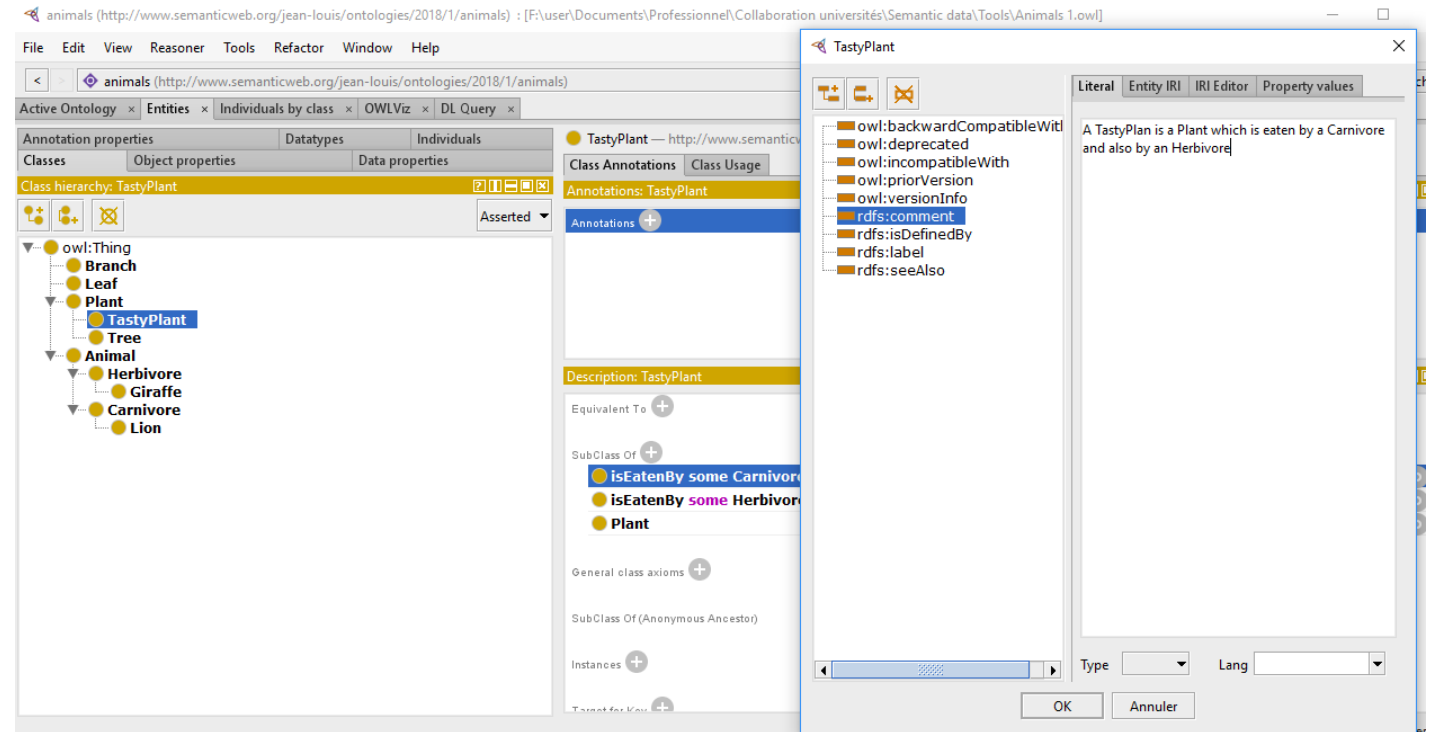 animals (http://www.semanticweb.org/jean-louis/ontologies/2018/1/animals) : [F:\user\Documents\Professionnel\Collaboration universités\Semantic data\Tools\Animals 1.owl]
File Edit View Reasoner Tools Refactor Window Help
< > animals (http://www.semanticweb.org/jean-louis/ontologies/2018/1/animals)
Active Ontology × Entities × Individuals by class × OWLViz × DL Query ×
Annotation properties Datatypes Individuals
Classes Object properties Data properties
Class hierarchy: TastyPlant
Asserted
owl:Thing
Branch
Leaf
Plant
TastyPlant
Tree
Animal
Herbivore
Giraffe
Carnivore
Lion
TastyPlant — http://www.semanticv
Class Annotations Class Usage
Annotations: TastyPlant
Annotations
Description: TastyPlant
Equivalent To
SubClass Of
isEatenBy some Carnivore
isEatenBy some Herbivore
Plant
General class axioms
SubClass Of (Anonymous Ancestor)
Instances
Target for Key
TastyPlant
owl:backwardCompatibleWitl
owl:deprecated
owl:incompatibleWith
owl:priorVersion
owl:versionInfo
rdfs:comment
rdfs:isDefinedBy
rdfs:label
rdfs:seeAlso
Literal Entity IRI IRI Editor Property values
A TastyPlan is a Plant which is eaten by a Carnivore
and also by an Herbivore
Type Lang
OK Annuler